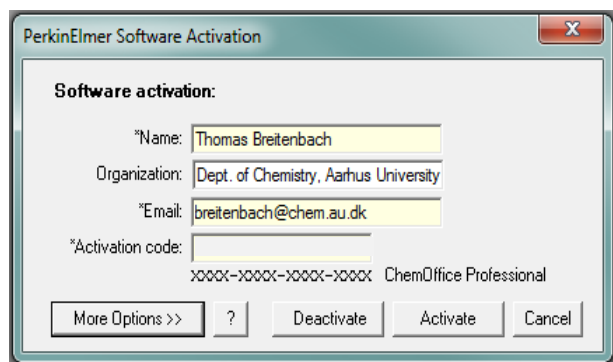 PerkinElmer Software Activation
Software activation:
*Name: Thomas Breitenbach
Organization: Dept. of Chemistry, Aarhus University
*Email: breitenbach@chem.au.dk
*Activation code:
xxxx-xxxx-xxxx-xxxx ChemOffice Professional
More Options >> ? Deactivate Activate Cancel